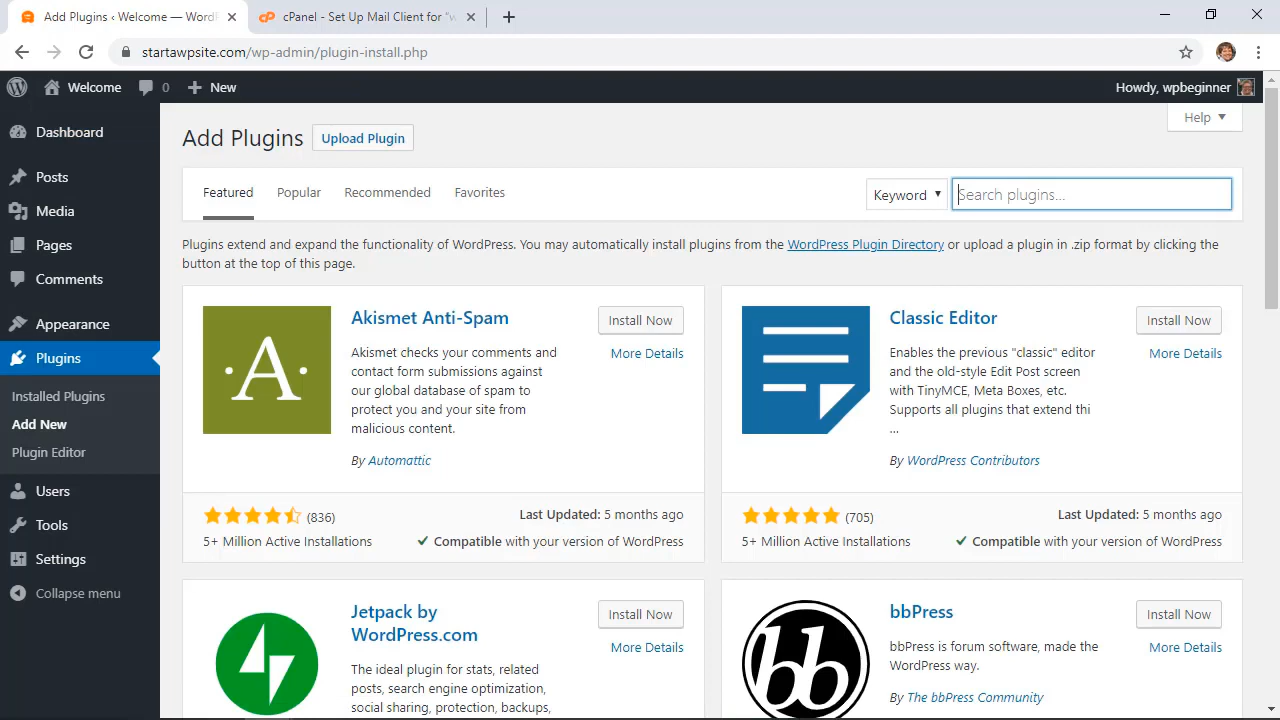 Add Plugins ‹ Welcome — WordP
cPanel - Set Up Mail Client for "w
startawpsite.com/wp-admin/plugin-install.php
Welcome
0
New
Howdy, wpbeginner
Dashboard
Posts
Media
Pages
Comments
Appearance
Plugins
Installed Plugins
Add New
Plugin Editor
Users
Tools
Settings
Collapse menu
Help
Add Plugins
Upload Plugin
Featured
Popular
Recommended
Favorites
Keyword
Search plugins...
Plugins extend and expand the functionality of WordPress. You may automatically install plugins from the WordPress Plugin Directory or upload a plugin in .zip format by clicking the
button at the top of this page.
A
Akismet Anti-Spam
Install Now
More Details
Akismet checks your comments and
contact form submissions against
our global database of spam to
protect you and your site from
malicious content.
By Automattic
(836)
5+ Million Active Installations
Last Updated: 5 months ago
Compatible with your version of WordPress
Classic Editor
Install Now
More Details
Enables the previous "classic" editor
and the old-style Edit Post screen
with TinyMCE, Meta Boxes, etc.
Supports all plugins that extend thi
...
By WordPress Contributors
(705)
5+ Million Active Installations
Last Updated: 5 months ago
Compatible with your version of WordPress
Jetpack by
WordPress.com
Install Now
More Details
The ideal plugin for stats, related
posts, search engine optimization,
social sharing, protection, backups,
bb
bbPress
Install Now
More Details
bbPress is forum software, made the
WordPress way.
By The bbPress Community